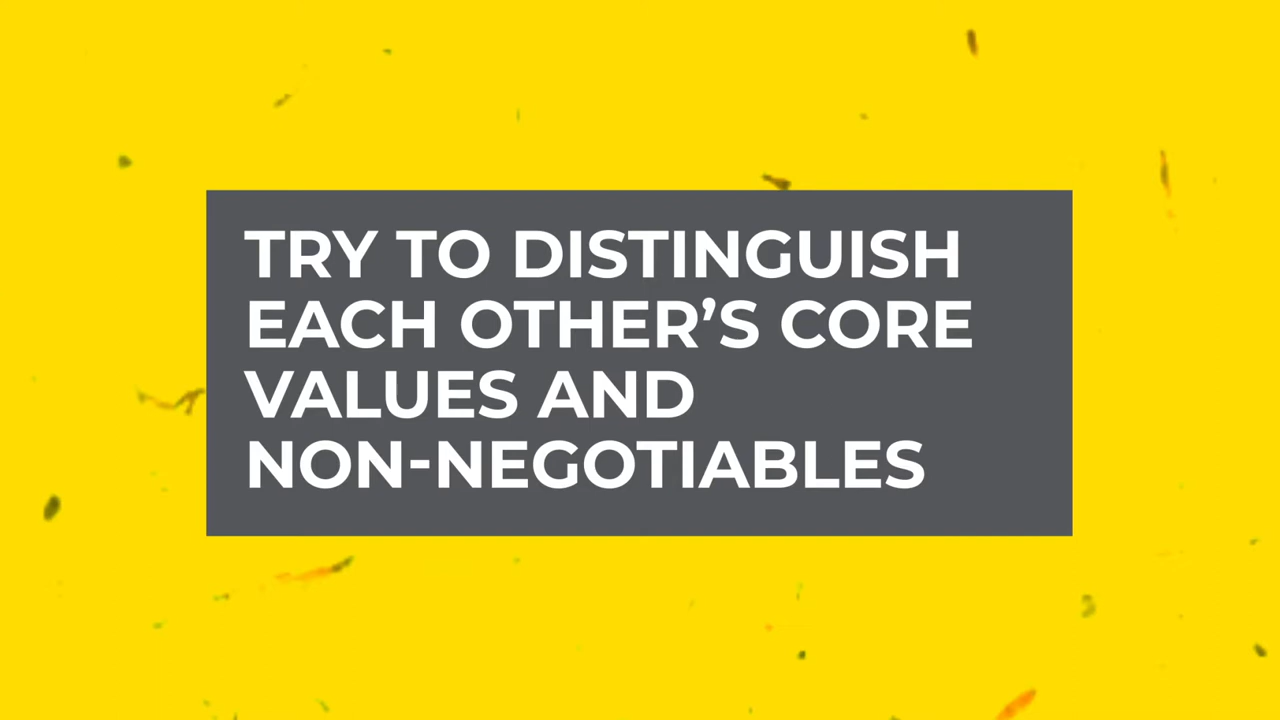 TRY TO DISTINGUISH
EACH OTHER’S CORE
VALUES AND
NON-NEGOTIABLES